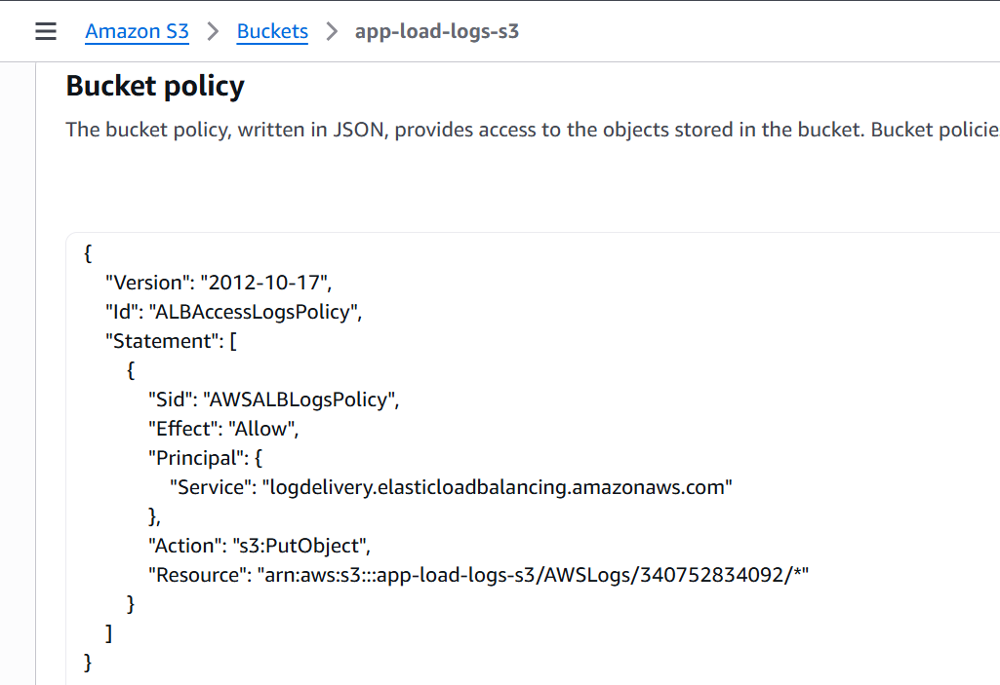 Amazon S3 > Buckets > app-load-logs-s3
Bucket policy
The bucket policy, written in JSON, provides access to the objects stored in the bucket. Bucket policie
{
"Version": "2012-10-17",
"Id": "ALBAccessLogsPolicy",
"Statement": [
{
"Sid": "AWSALBLogsPolicy",
"Effect": "Allow",
"Principal": {
"Service": "logdelivery.elasticloadbalancing.amazonaws.com"
},
"Action": "s3:PutObject",
"Resource": "arn:aws:s3:::app-load-logs-s3/AWSLogs/340752834092/*"
}
]
}